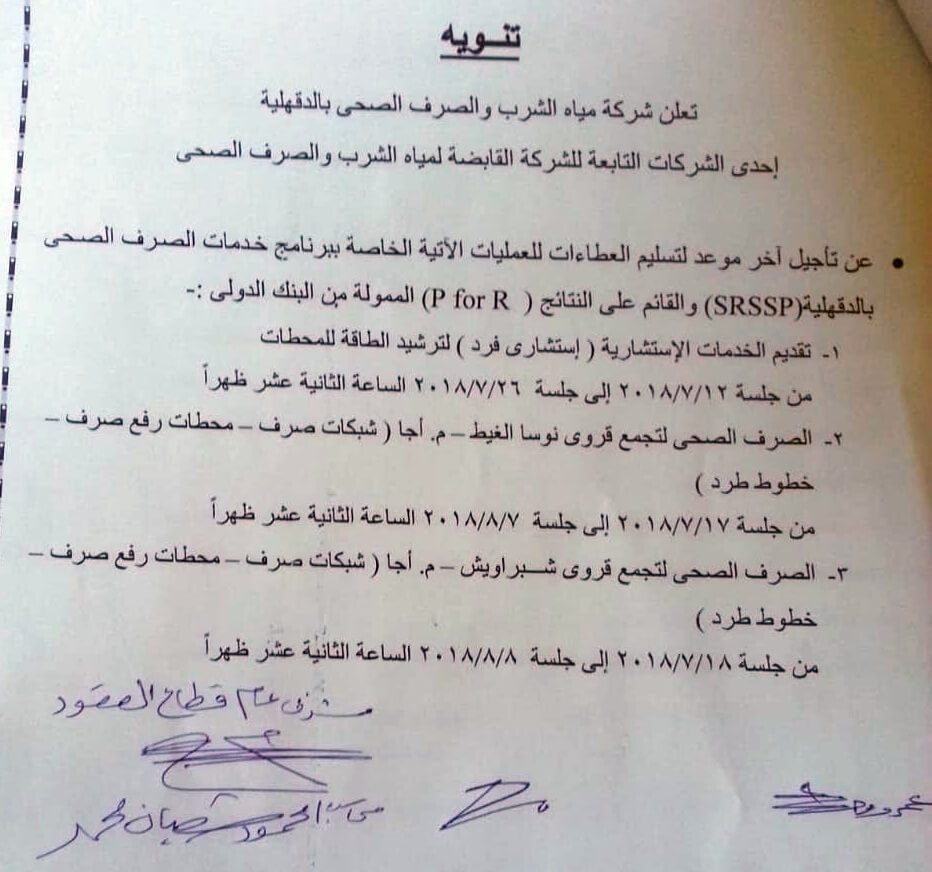 تنويه
تعلن شركة مياه الشرب والصرف الصحى بالدقهلية
إحدى الشركات التابعة للشركة القابضة لمياه الشرب والصرف الصحى
• عن تأجيل آخر موعد لتسليم العطاءات للعمليات الأتية الخاصة ببرنامج خدمات الصرف الصحى
بالدقهلية(SRSSP) والقائم على النتائج ( P for R) الممولة من البنك الدولى :-
١- تقديم الخدمات الإستشارية ( إستشارى فرد ) لترشيد الطاقة للمحطات
من جلسة ٢٠١٨/٧/١٢ إلى جلسة ٢٠١٨/٧/٢٦ الساعة الثانية عشر ظهراً
٢- الصرف الصحى لتجمع قروى نوسا الغيط – م. أجا ( شبكات صرف – محطات رفع صرف –
خطوط طرد )
من جلسة ٢٠١٨/٧/١٧ إلى جلسة ٢٠١٨/٨/٧ الساعة الثانية عشر ظهراً
٣- الصرف الصحى لتجمع قروى شبراويش – م. أجا ( شبكات صرف – محطات رفع صرف –
خطوط طرد )
من جلسة ٢٠١٨/٧/١٨ إلى جلسة ٢٠١٨/٨/٨ الساعة الثانية عشر ظهراً
عام قطاع العقود
محمود شعبان محمد